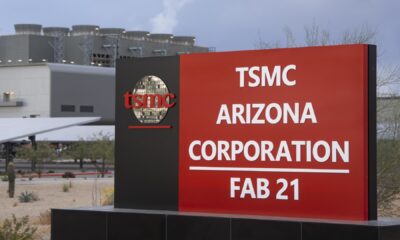 tsmc
TSMC
ARIZONA
CORPORATION
FAB 21